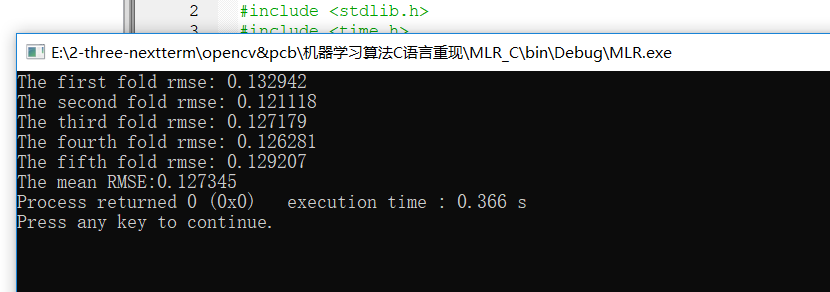 2 #include <stdlib.h>
3 #include <time.h>
E:\2-three-nextterm\opencv&pcb\机器学习算法C语言重现\MLR_C\bin\Debug\MLR.exe
The first fold rmse: 0.132942
The second fold rmse: 0.121118
The third fold rmse: 0.127179
The fourth fold rmse: 0.126281
The fifth fold rmse: 0.129207
The mean RMSE:0.127345
Process returned 0 (0x0)   execution time : 0.366 s
Press any key to continue.